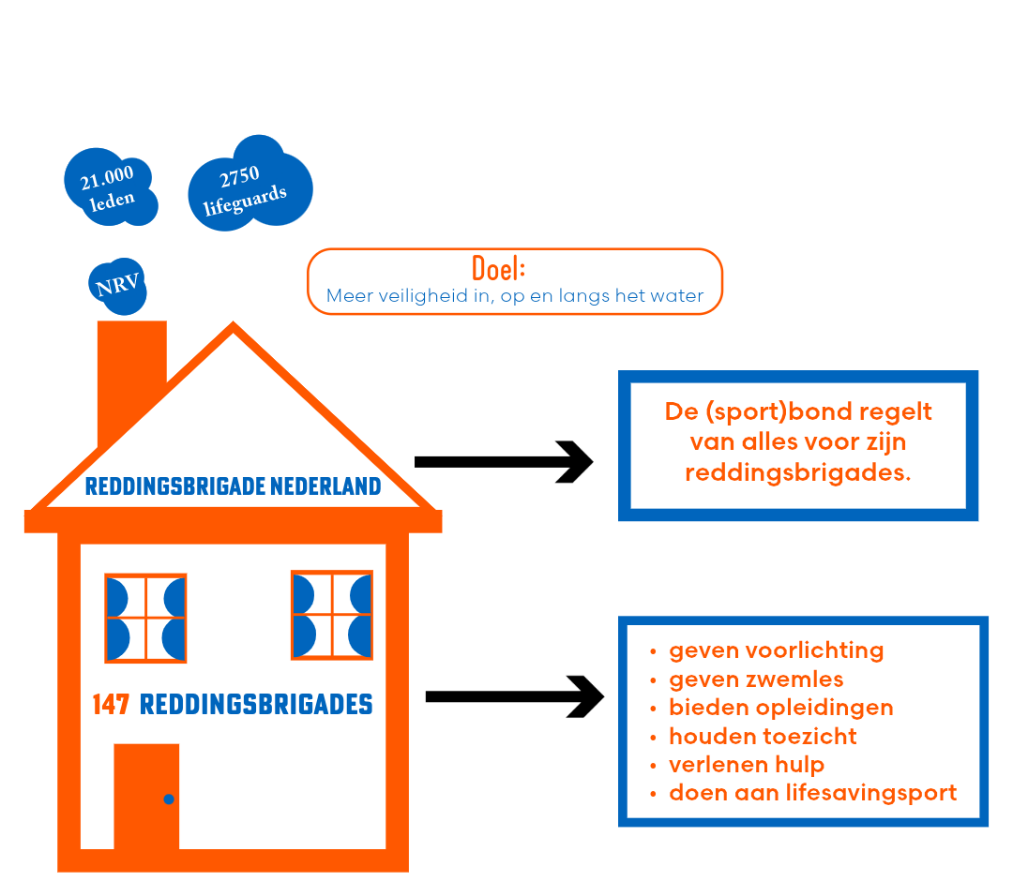 21.000
leden
2750
lifeguards
NRV
Doel:
Meer veiligheid in, op en langs het water
De (sport)bond regelt
van alles voor zijn
reddingsbrigades.
REDDINGSBRIGADE NEDERLAND
147 REDDINGSBRIGADES
• geven voorlichting
• geven zwemles
• bieden opleidingen
• houden toezicht
• verlenen hulp
• doen aan lifesavingsport